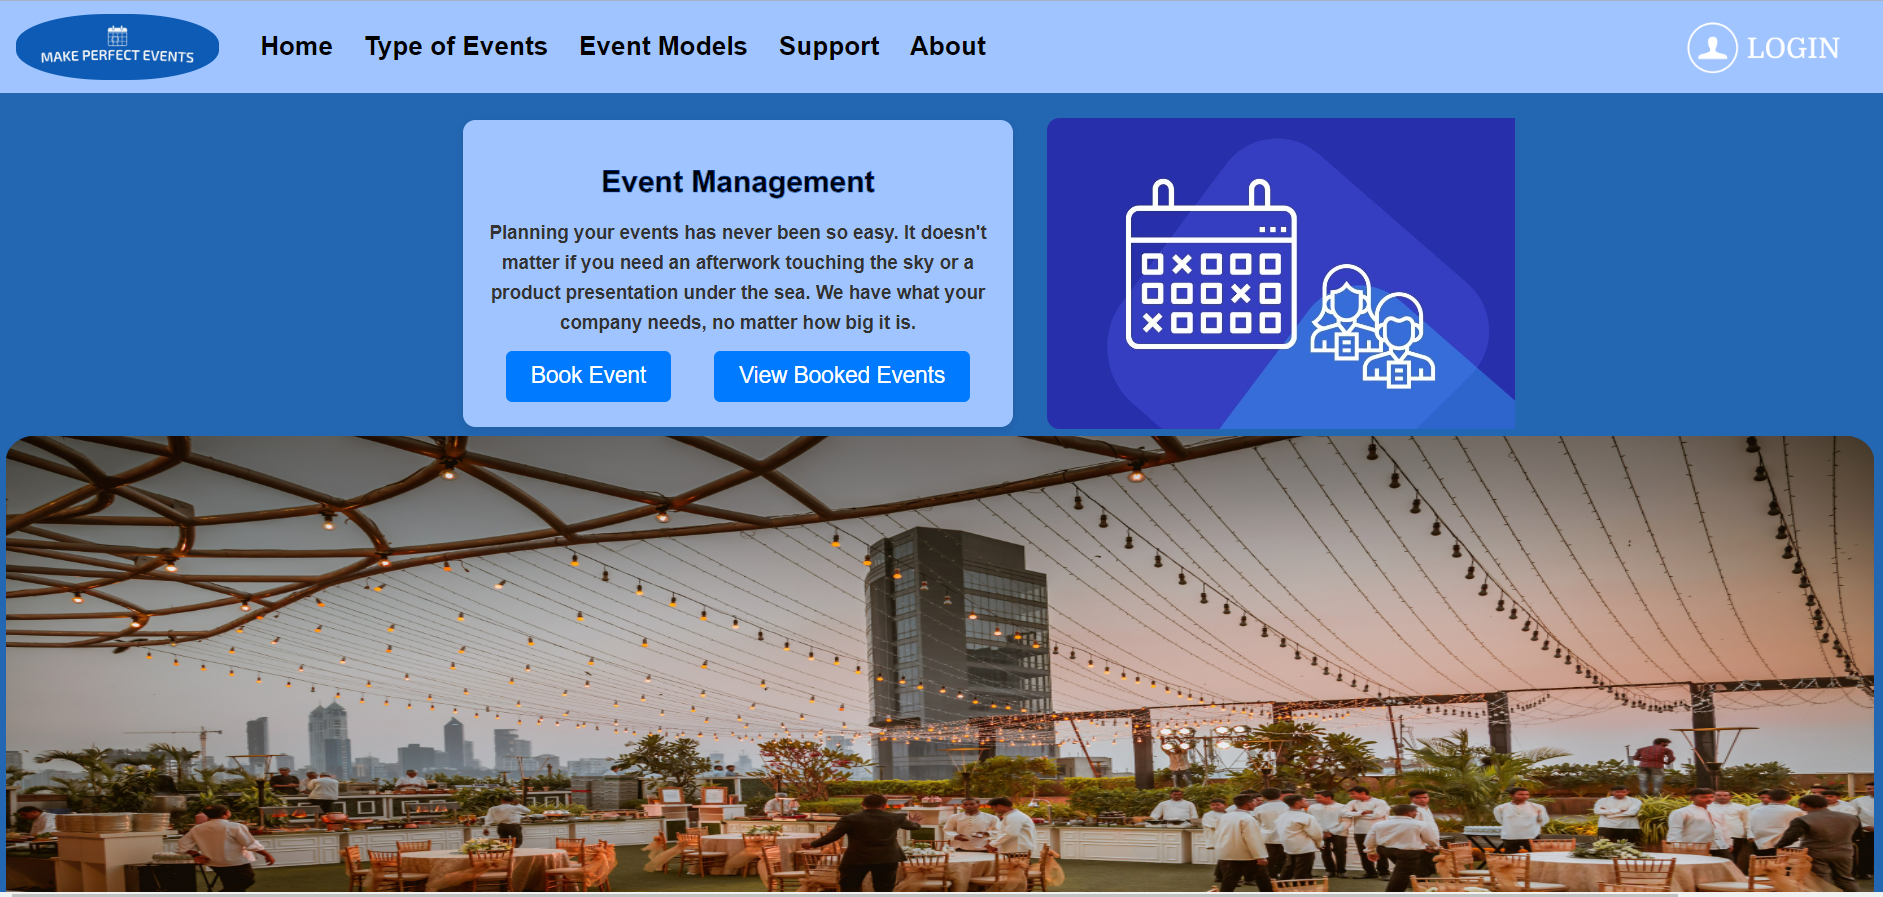 MAKE PERFECT EVENTS
Home Type of Events Event Models Support About
LOGIN
Event Management
Planning your events has never been so easy. It doesn't
matter if you need an afterwork touching the sky or a
product presentation under the sea. We have what your
company needs, no matter how big it is.
Book Event View Booked Events